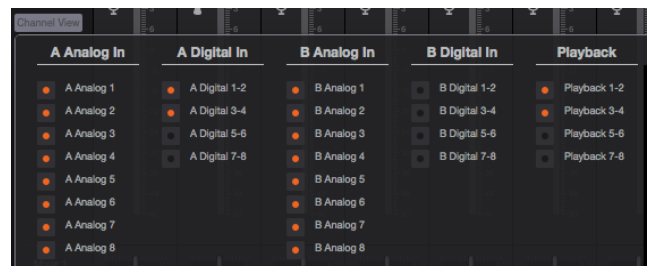 Channel View
A Analog In A Digital In B Analog In B Digital In Playback
A Analog 1 A Digital 1-2 B Analog 1 B Digital 1-2 Playback 1-2
A Analog 2 A Digital 3-4 B Analog 2 B Digital 3-4 Playback 3-4
A Analog 3 A Digital 5-6 B Analog 3 B Digital 5-6 Playback 5-6
A Analog 4 A Digital 7-8 B Analog 4 B Digital 7-8 Playback 7-8
A Analog 5 B Analog 5
A Analog 6 B Analog 6
A Analog 7 B Analog 7
A Analog 8 B Analog 8